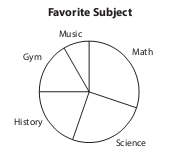 Favorite Subject
Music
Math
Gym
History
Science